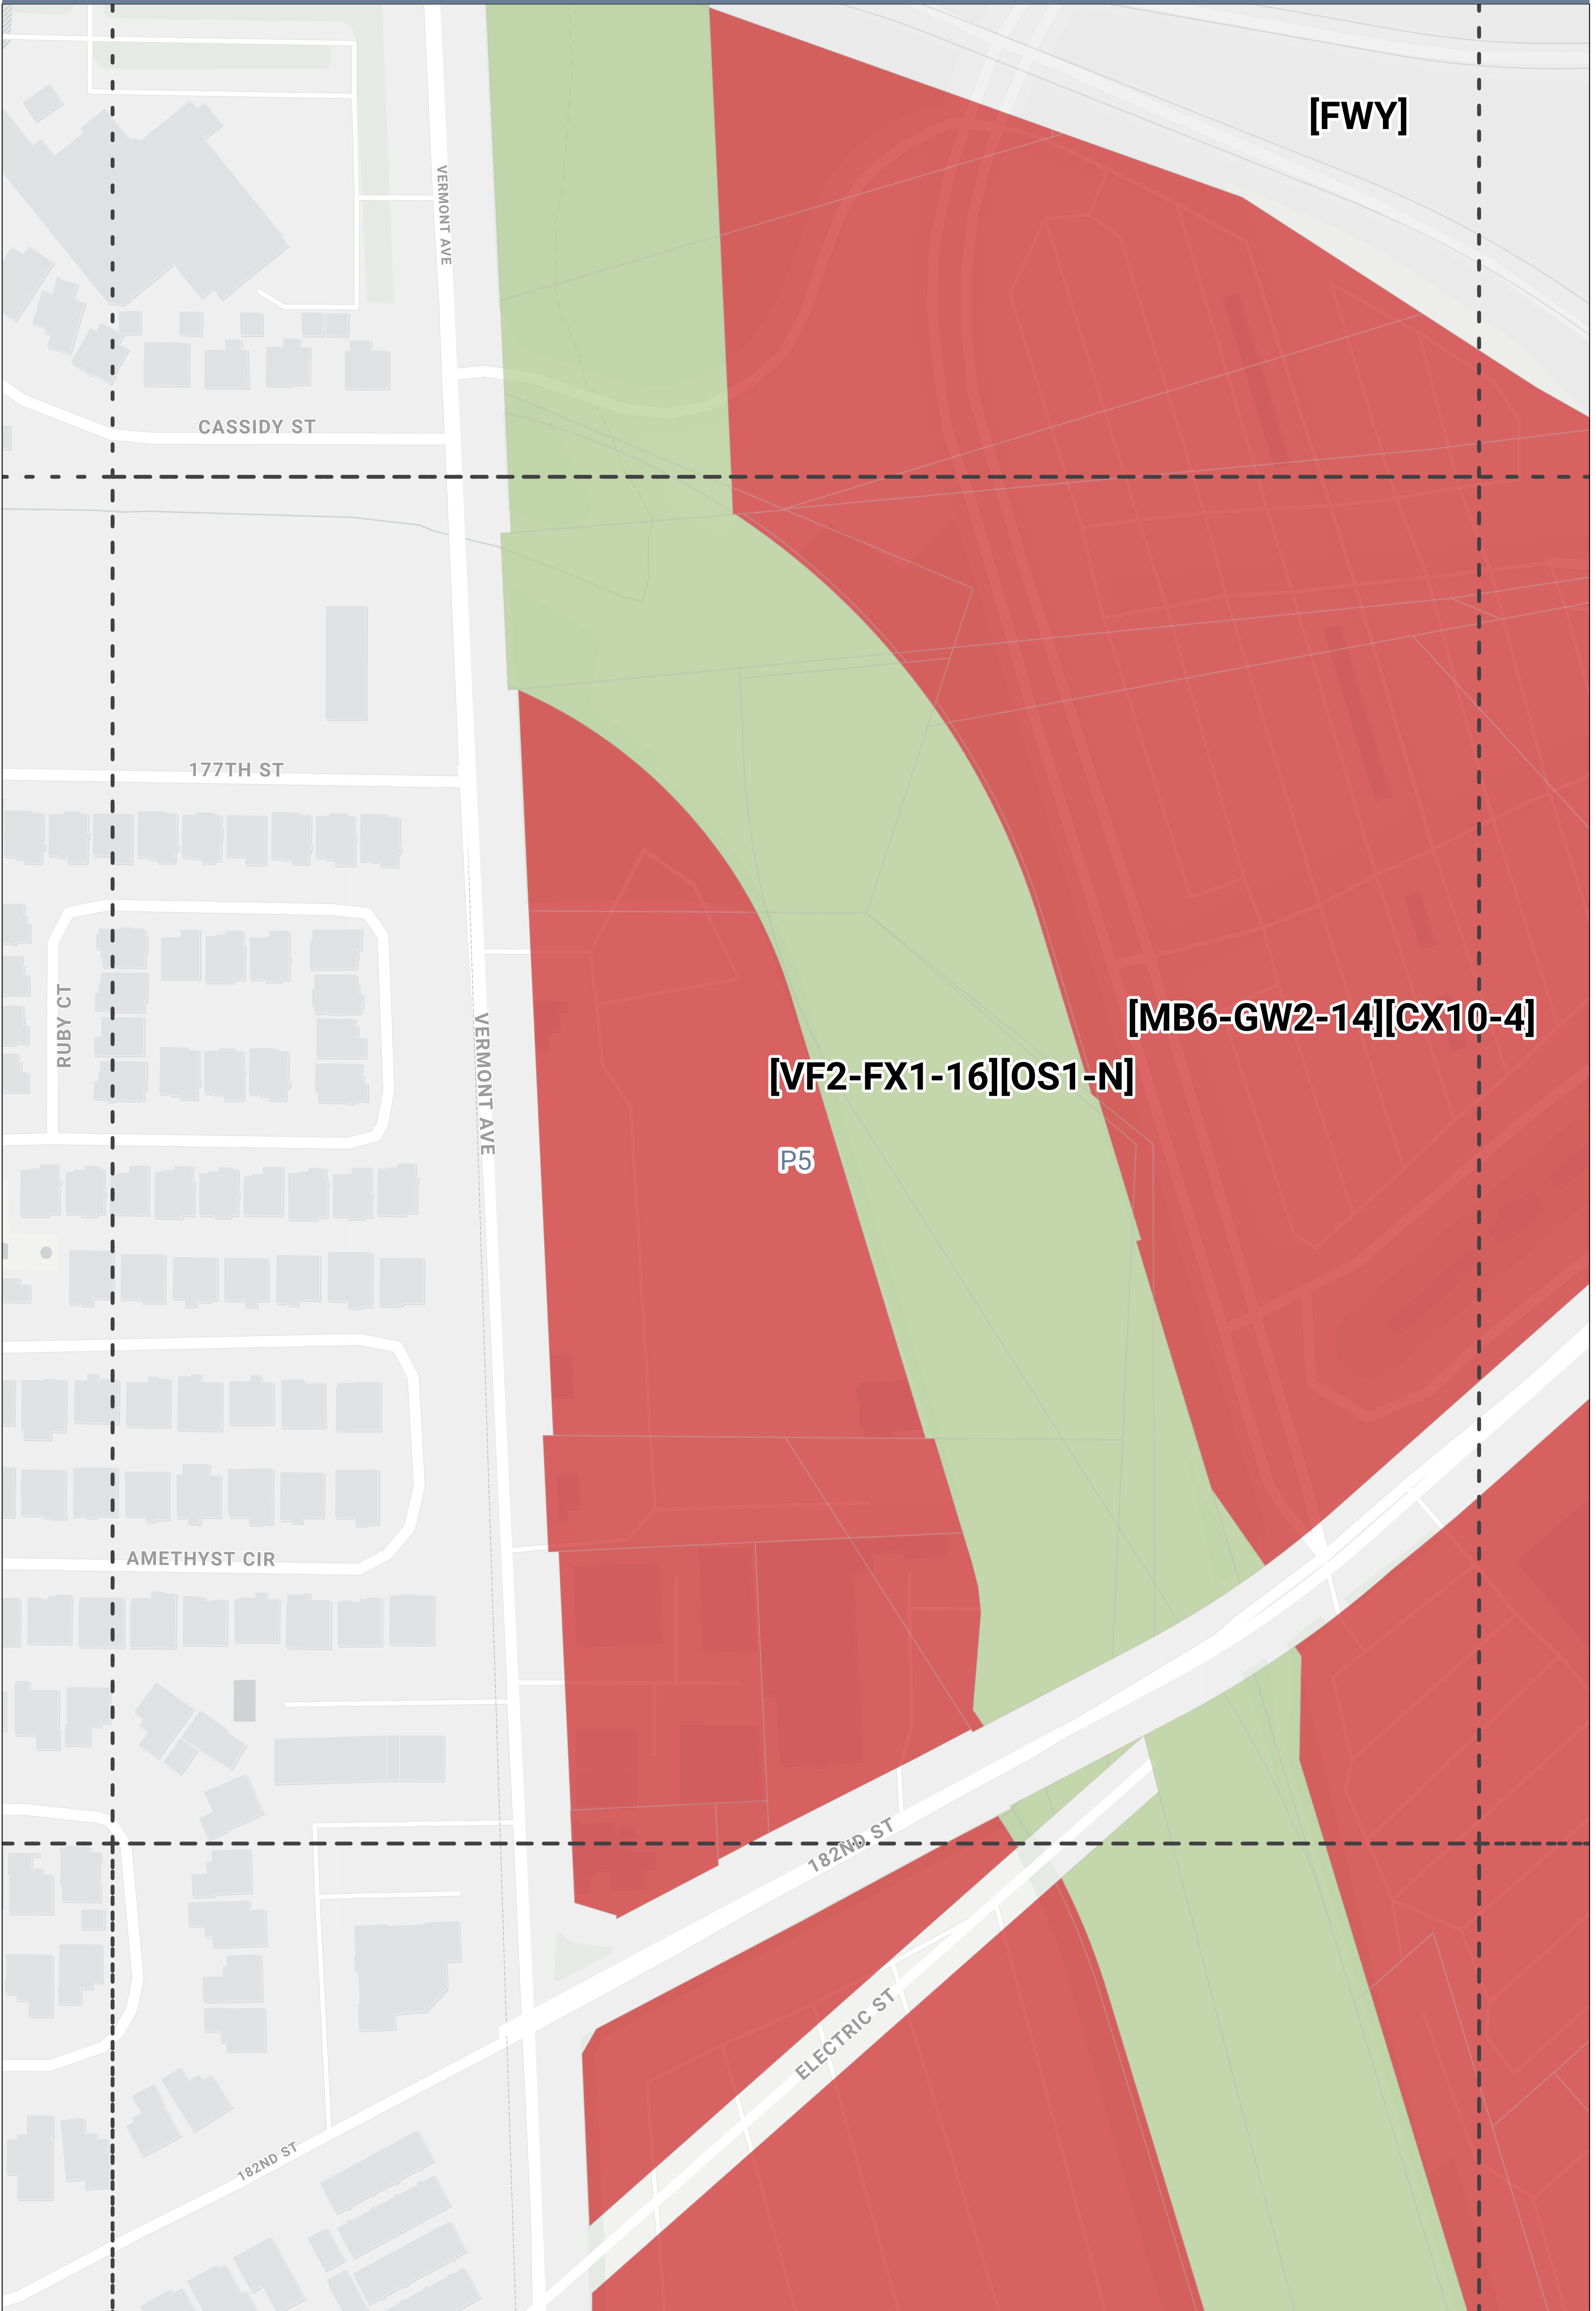 [FWY]
VERMONT AVE
CASSIDY ST
177TH ST
RUBY CT
[MB6-GW2-14][CX10-4]
VERMONT AVE
[VF2-FX1-16][OS1-N]
P5
AMETHYST CIR
182ND ST
ELECTRIC ST
182ND ST